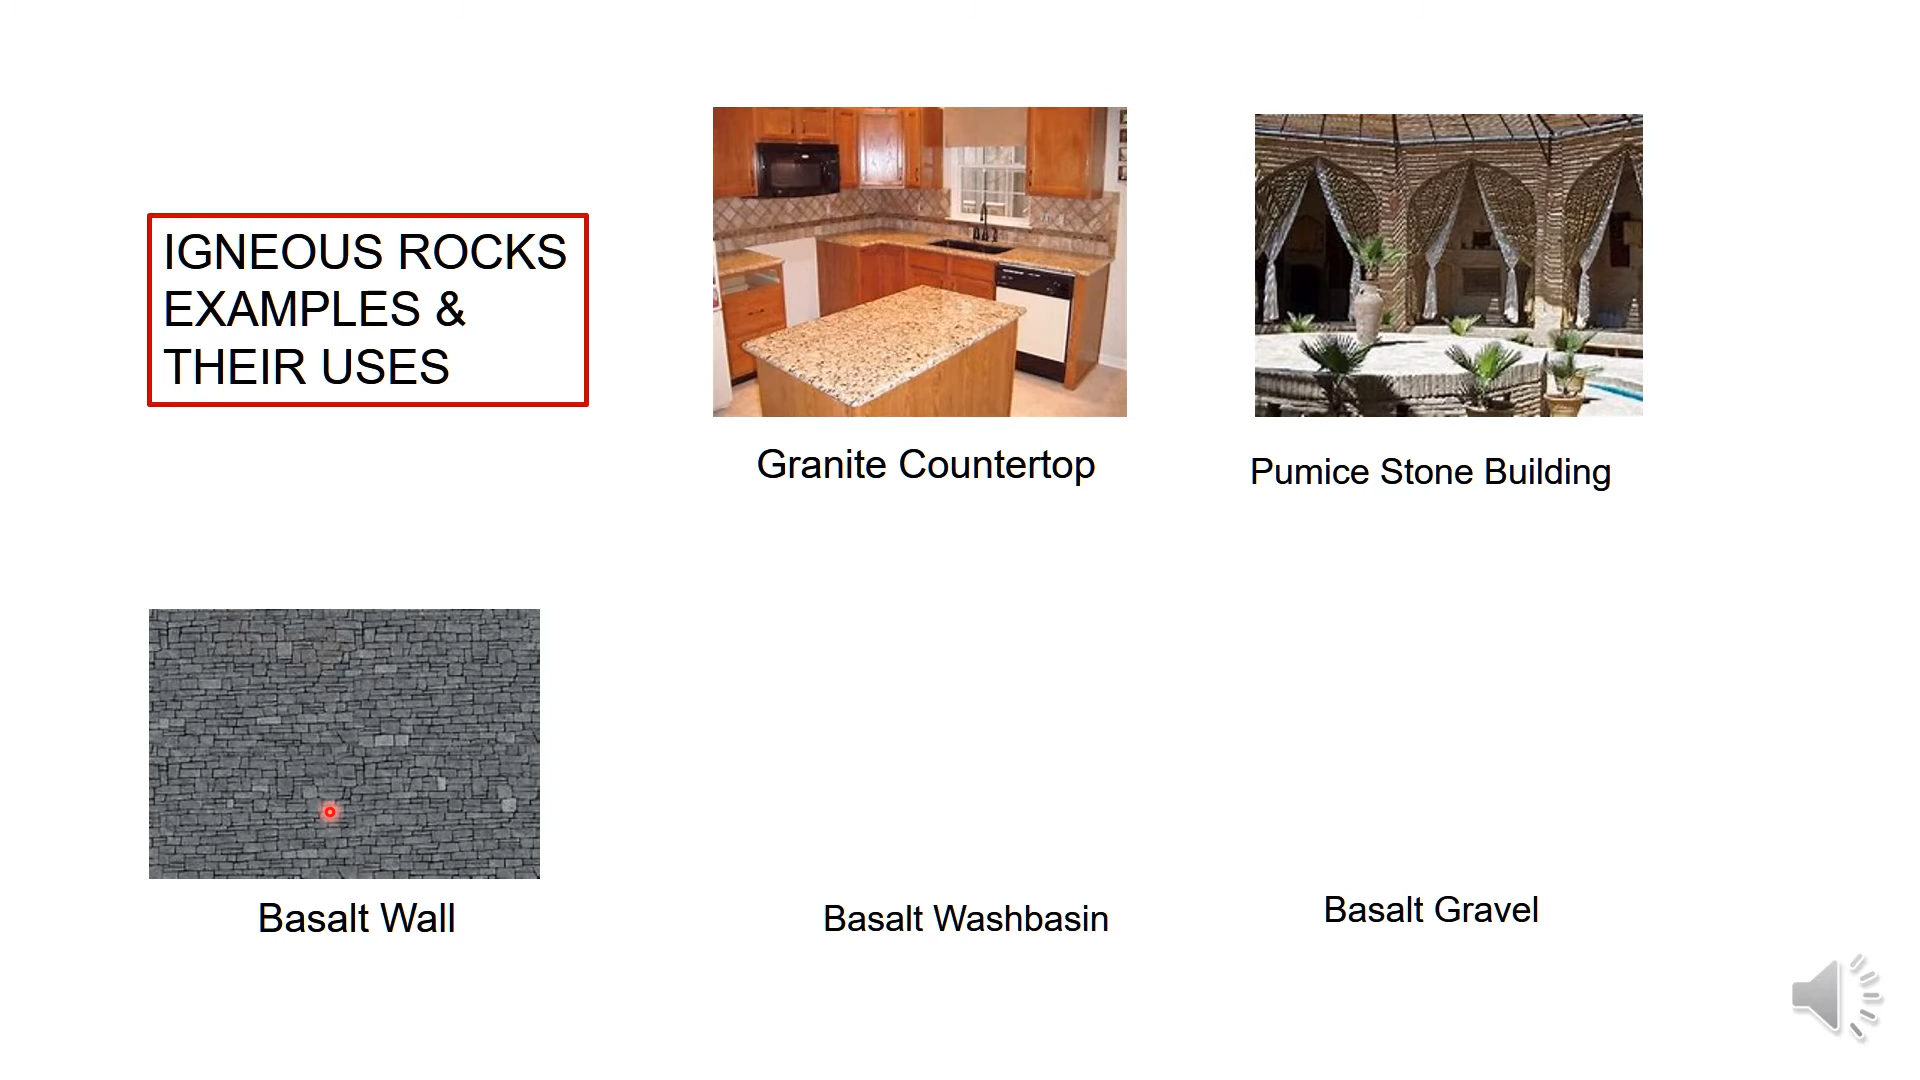 IGNEOUS ROCKS
EXAMPLES &
THEIR USES
Granite Countertop
Pumice Stone Building
Basalt Wall
Basalt Washbasin
Basalt Gravel